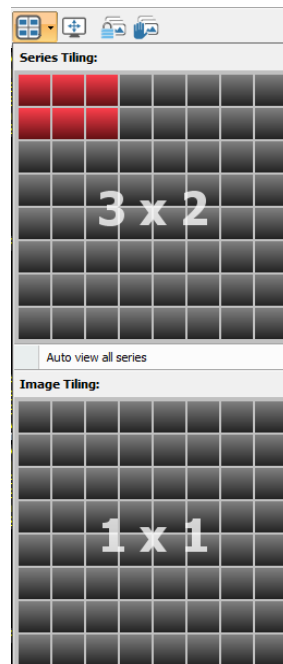 Series Tiling:
3 x 2
Auto view all series
Image Tiling:
1 x 1